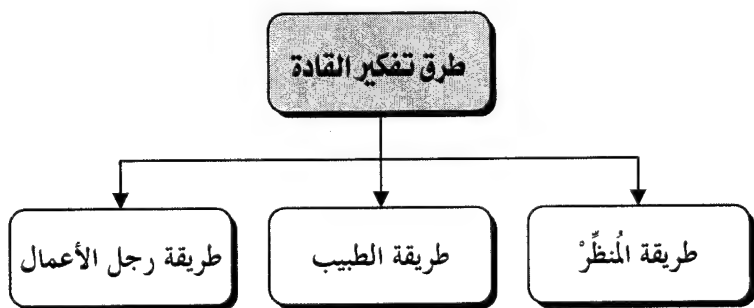 طرق تفكير القادة
طريقة المُنظِّرْ
طريقة الطبيب
طريقة رجل الأعمال